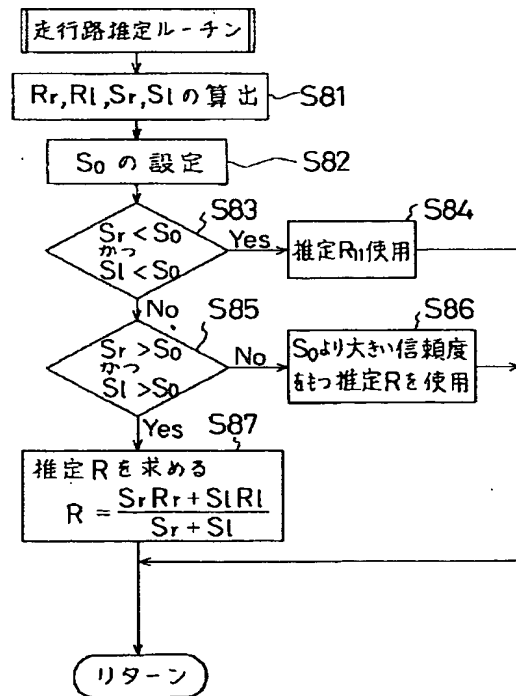 走行路推定ルーチン
Rr,Rl,Sr,Slの算出
S81
Soの設定
S82
S83
Sr<So
かつ
Sl<So
Yes
S84
推定R11使用
No
S85
Sr>So
かつ
Sl>So
No
S86
Soより大きい信頼度
をもつ推定Rを使用
Yes
S87
推定Rを求める
R=SrRr+SlRl
Sr+Sl
リターン